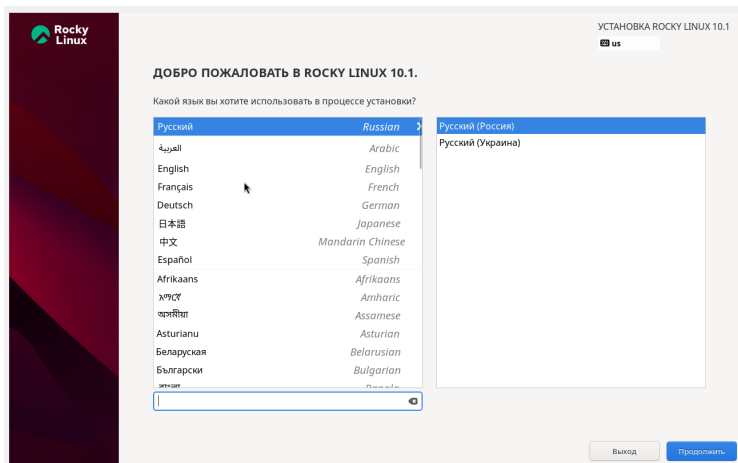 Rocky
Linux
УСТАНОВКА ROCKY LINUX 10.1
us
ДОБРО ПОЖАЛОВАТЬ В ROCKY LINUX 10.1.
Какой язык вы хотите использовать в процессе установки?
Русский Russian
العربية Arabic
English English
Français French
Deutsch German
日本語 Japanese
中文 Mandarin Chinese
Español Spanish
Afrikaans Afrikaans
አማርኛ Amharic
অসমীয়া Assamese
Asturianu Asturian
Беларуская Belarusian
Български Bulgarian
বাংলা Bangla
Русский (Россия)
Русский (Украина)
Выход
Продолжить